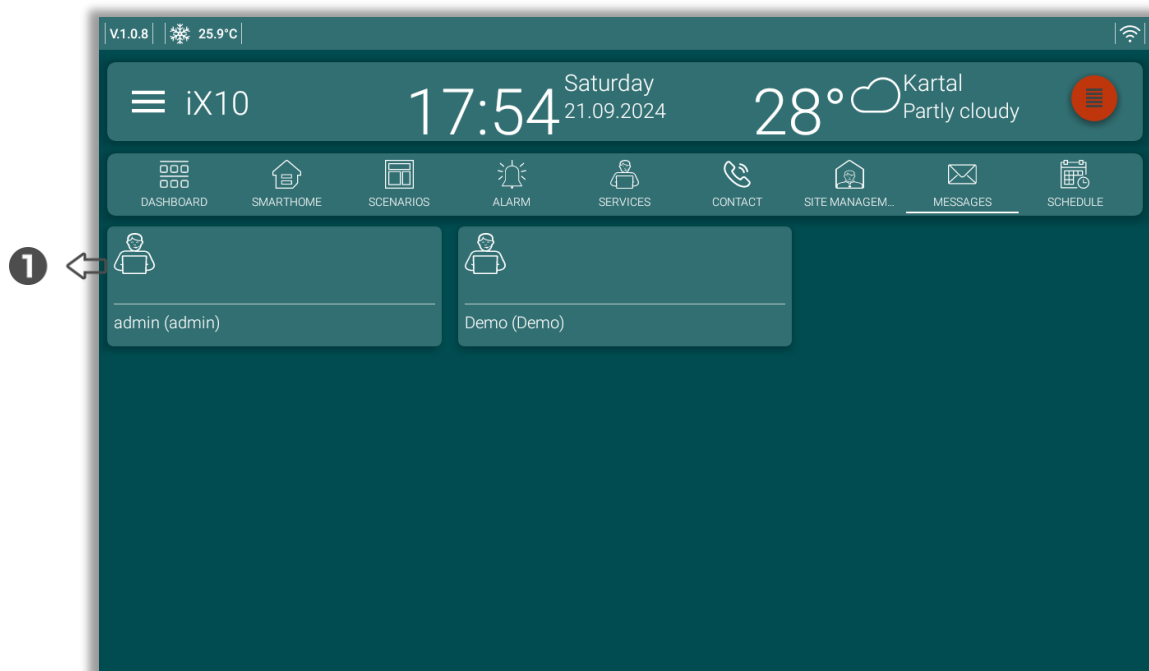 V.1.0.8 25.9°C
iX10
17:54
Saturday
21.09.2024
28°
Kartal
Partly cloudy
DASHBOARD SMARTHOME SCENARIOS ALARM SERVICES CONTACT SITE MANAGEM... MESSAGES SCHEDULE
1
admin (admin) Demo (Demo)